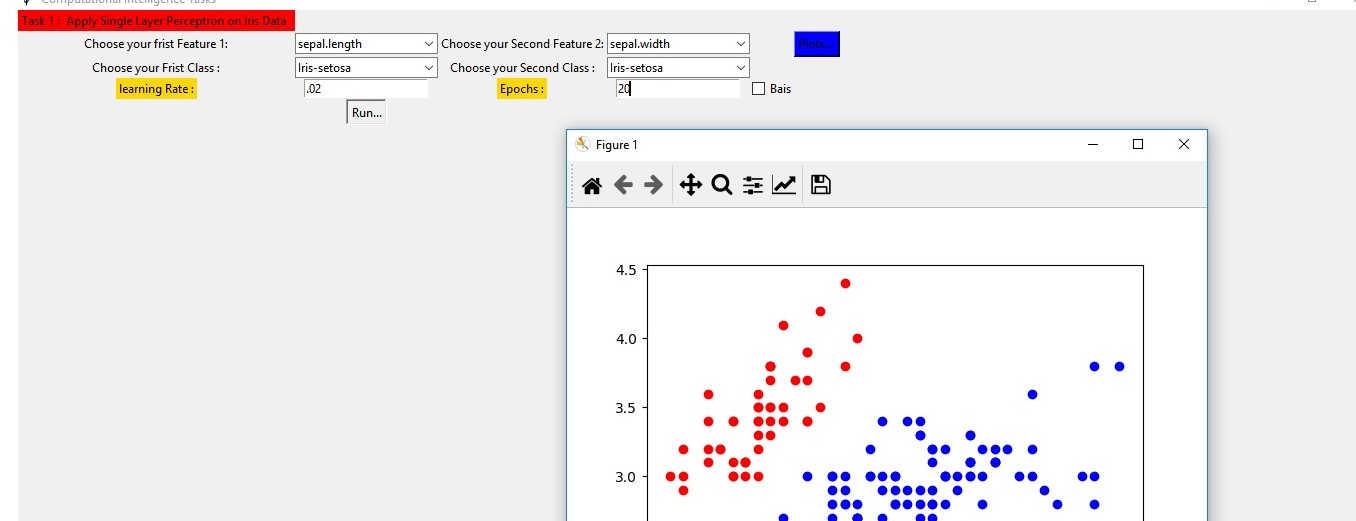 Computational Intelligence Tasks
Task 1 : Apply Single Layer Perceptron on Iris Data
Choose your frist Feature 1: sepal.length Choose your Second Feature 2: sepal.width Plots...
Choose your Frist Class : Iris-setosa Choose your Second Class : Iris-setosa
learning Rate : .02 Epochs : 20 Bais
Run...
Figure 1
4.5
4.0
3.5
3.0